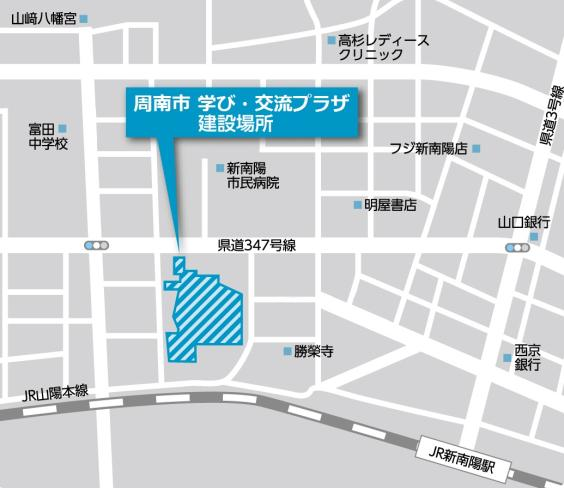 山﨑八幡宮
高杉レディース
クリニック
県道3号線
周南市 学び・交流プラザ
建設場所
富田
中学校
フジ新南陽店
新南陽
市民病院
明屋書店
山口銀行
県道347号線
勝榮寺
西京
銀行
JR山陽本線
JR新南陽駅